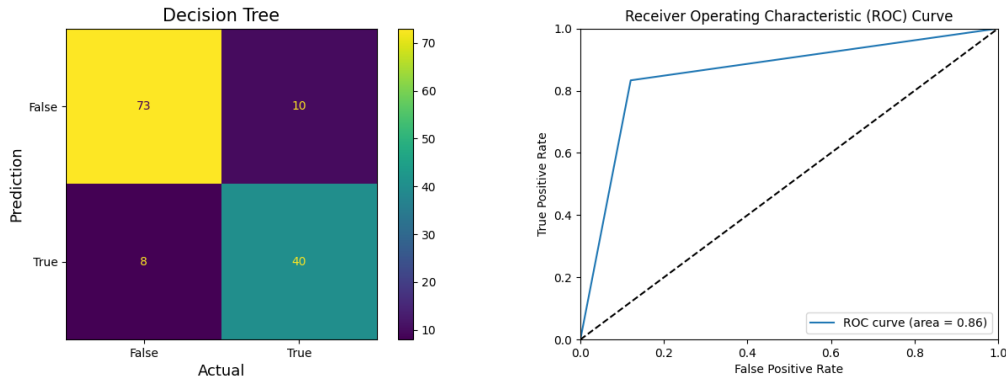 Decision Tree
False
True
Prediction
73
10
8
40
False
True
Actual
70
60
50
40
30
20
10
Receiver Operating Characteristic (ROC) Curve
1.0
0.8
0.6
0.4
0.2
0.0
True Positive Rate
ROC curve (area = 0.86)
0.0
0.2
0.4
0.6
0.8
1.0
False Positive Rate